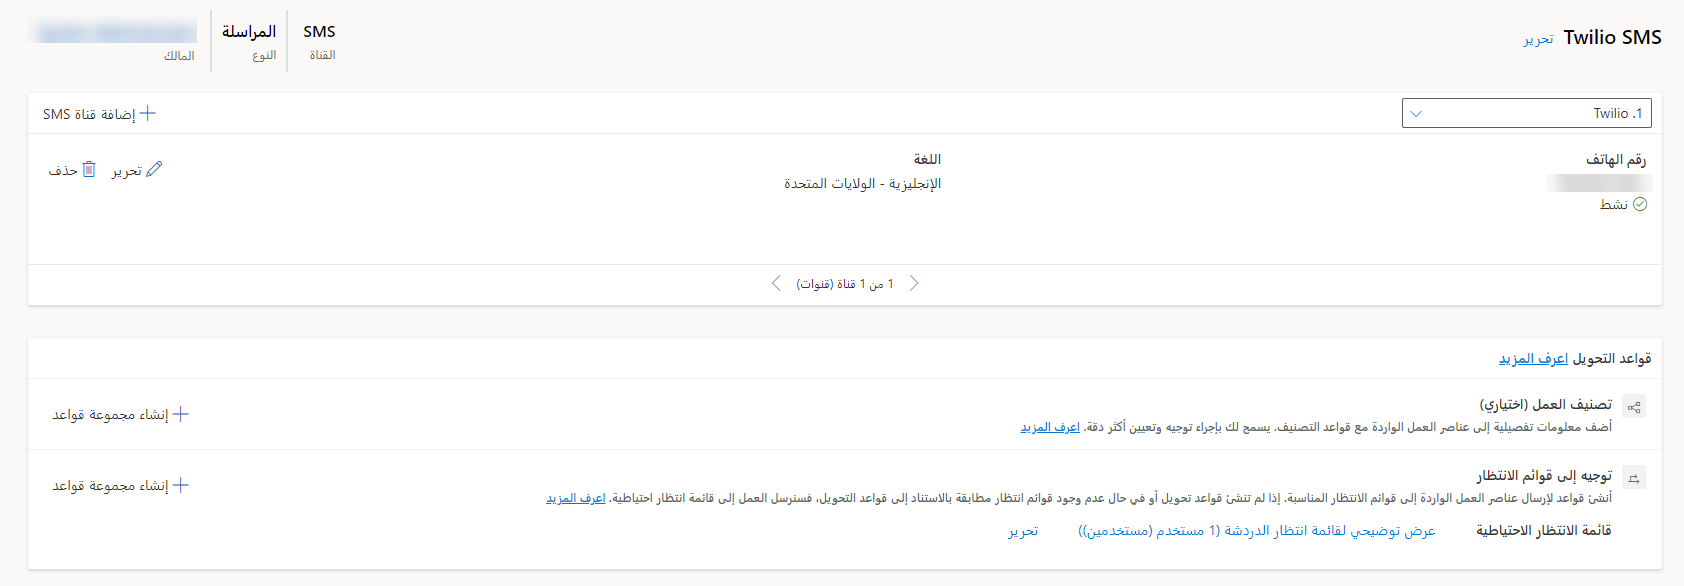 Twilio SMS تحرير
SMS
القناة
المراسلة
النوع
المالك
1. Twilio
إضافة قناة SMS
رقم الهاتف
نشط
اللغة
الإنجليزية - الولايات المتحدة
تحرير
حذف
1 من 1 قناة (قنوات)
قواعد التحويل اعرف المزيد
تصنيف العمل (اختياري)
أضف معلومات تفصيلية إلى عناصر العمل الواردة مع قواعد التصنيف. يسمح لك بإجراء توجيه وتعيين أكثر دقة. اعرف المزيد
إنشاء مجموعة قواعد
توجيه إلى قوائم الانتظار
أنشئ قواعد لإرسال عناصر العمل الواردة إلى قوائم الانتظار المناسبة. إذا لم تنشئ قواعد تحويل أو في حال عدم وجود قوائم انتظار مطابقة بالاستناد إلى قواعد التحويل، فسنرسل العمل إلى قائمة انتظار احتياطية. اعرف المزيد
إنشاء مجموعة قواعد
قائمة الانتظار الاحتياطية
عرض توضيحي لقائمة انتظار الدردشة (1 مستخدم (مستخدمين))
تحرير